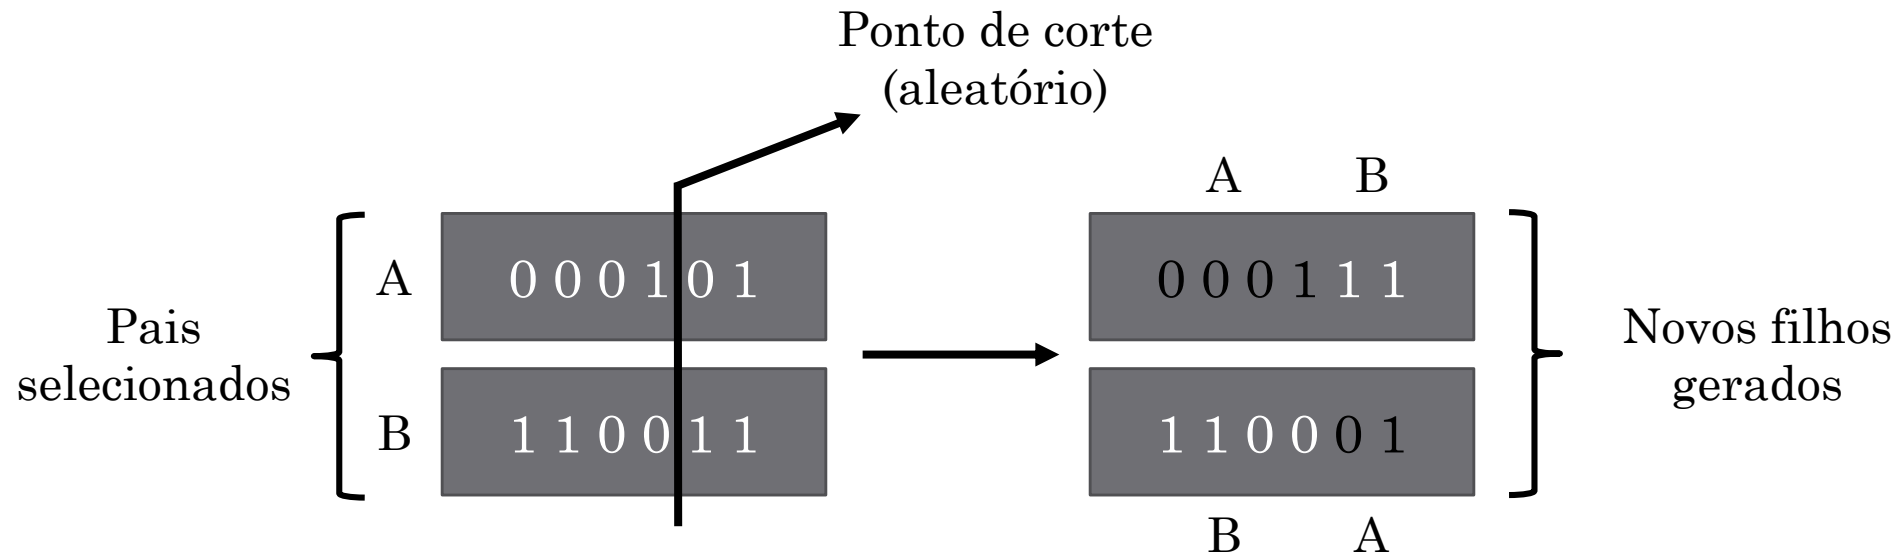 Ponto de corte
(aleatório)
A B
A
0 0 0 1 0 1
0 0 0 1 1 1
Pais
selecionados
Novos filhos
gerados
B
1 1 0 0 1 1
1 1 0 0 0 1
B A